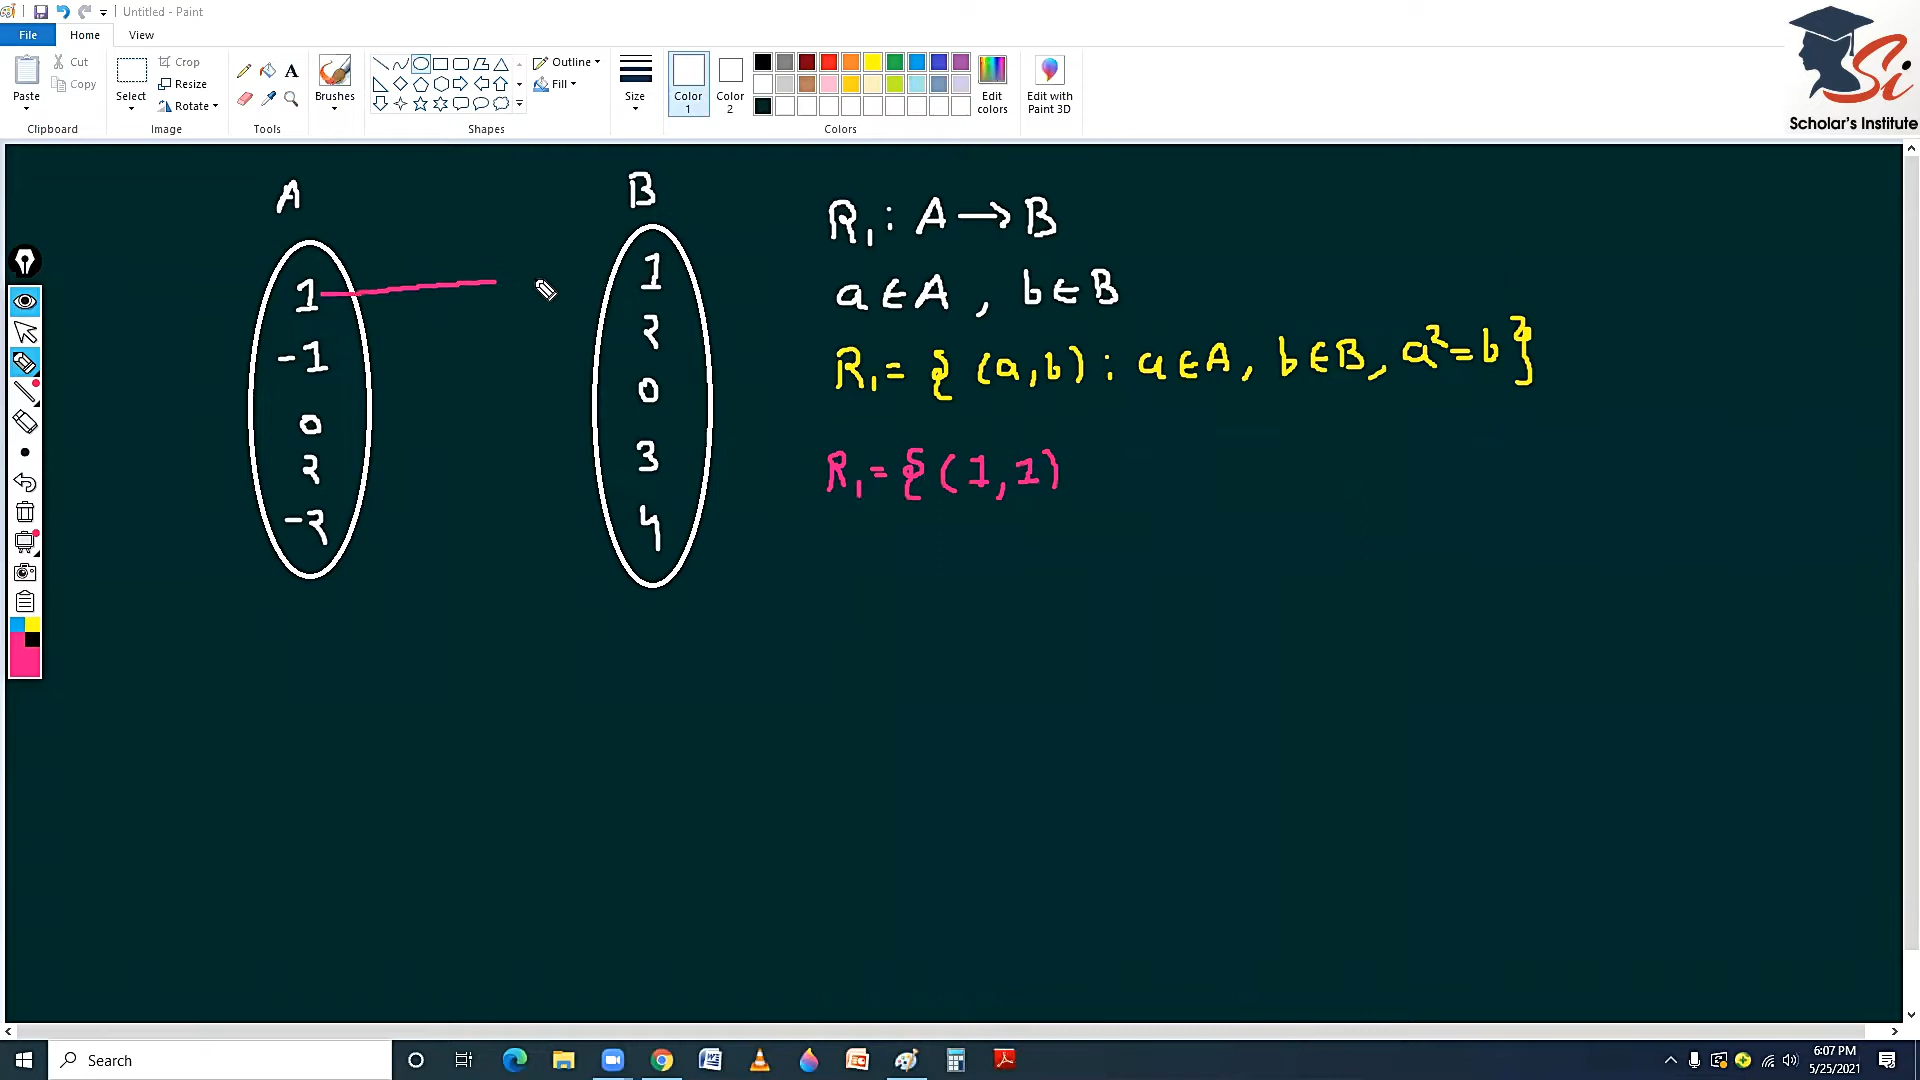 Untitled - Paint
File Home View
Paste
Cut
Copy
Clipboard
Select
Crop
Resize
Rotate
Image
Tools
Brushes
Shapes
Outline
Fill
Size
Color 1
Color 2
Colors
Edit colors
Edit with Paint 3D
Si
Scholar's Institute
A B
1
-1
0
2
-2
1
2
0
3
4
R₁ : A → B
a ∈ A , b ∈ B
R₁ = { (a,b) : a ∈ A, b ∈ B, a² = b }
R₁ = { (1,1)
Search
6:07 PM
5/25/2021